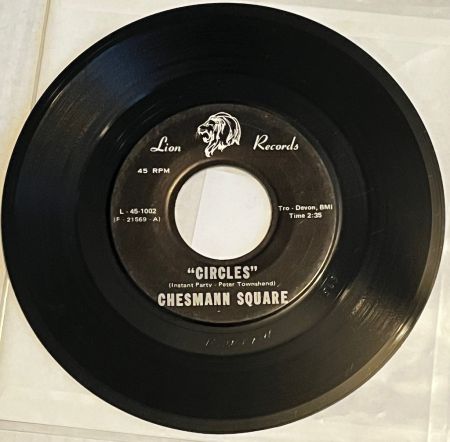 Lion Records
45 RPM
L - 45-1002
(F - 21569 - A)
Tro - Devon, BMI
Time 2:35
"CIRCLES"
(Instant Party - Peter Townshend)
CHESMANN SQUARE